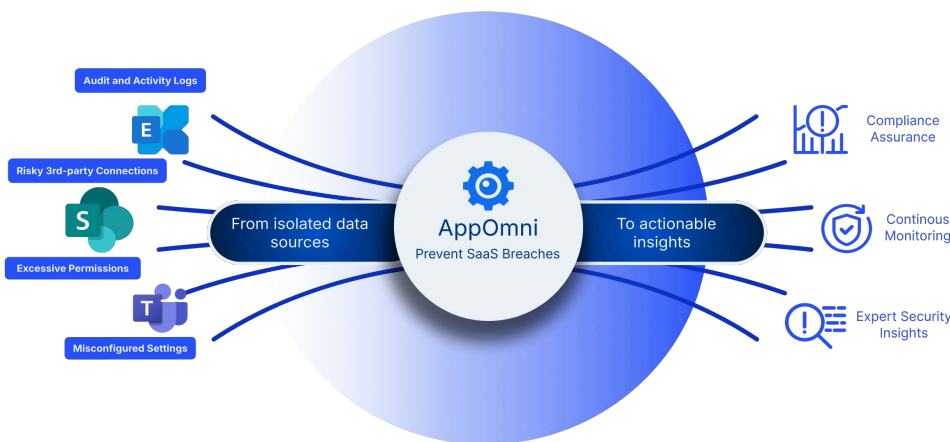 Audit and Activity Logs
E
Risky 3rd-party Connections
S
Excessive Permissions
T
Misconfigured Settings
From isolated data
sources
AppOmni
Prevent SaaS Breaches
To actionable
insights
Compliance
Assurance
Continous
Monitoring
Expert Security
Insights